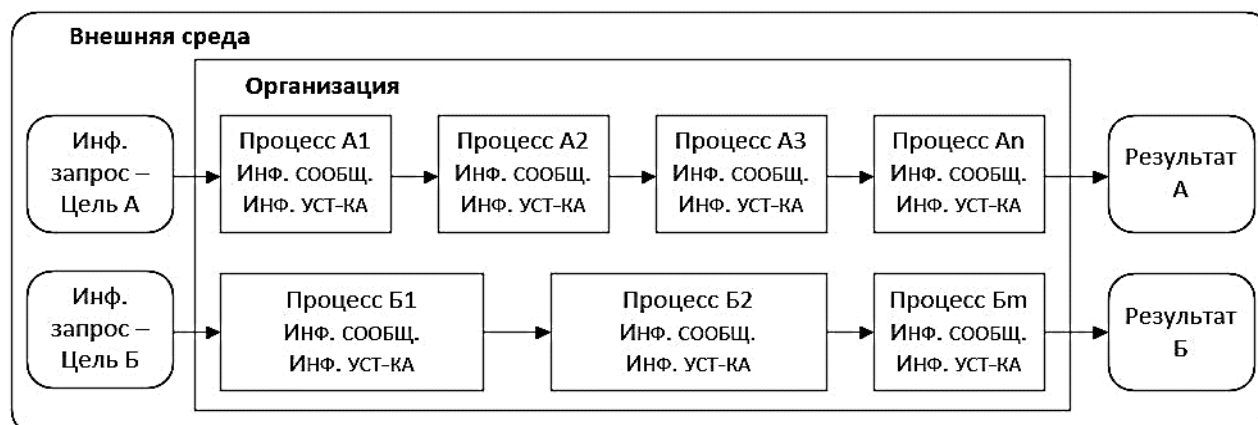 Внешняя среда
Организация
Инф.
запрос –
Цель А
Процесс А1
Инф. сообщ.
Инф. уст-ка
Процесс А2
Инф. сообщ.
Инф. уст-ка
Процесс А3
Инф. сообщ.
Инф. уст-ка
Процесс Аn
Инф. сообщ.
Инф. уст-ка
Результат
А
Инф.
запрос –
Цель Б
Процесс Б1
Инф. сообщ.
Инф. уст-ка
Процесс Б2
Инф. сообщ.
Инф. уст-ка
Процесс Бm
Инф. сообщ.
Инф. уст-ка
Результат
Б